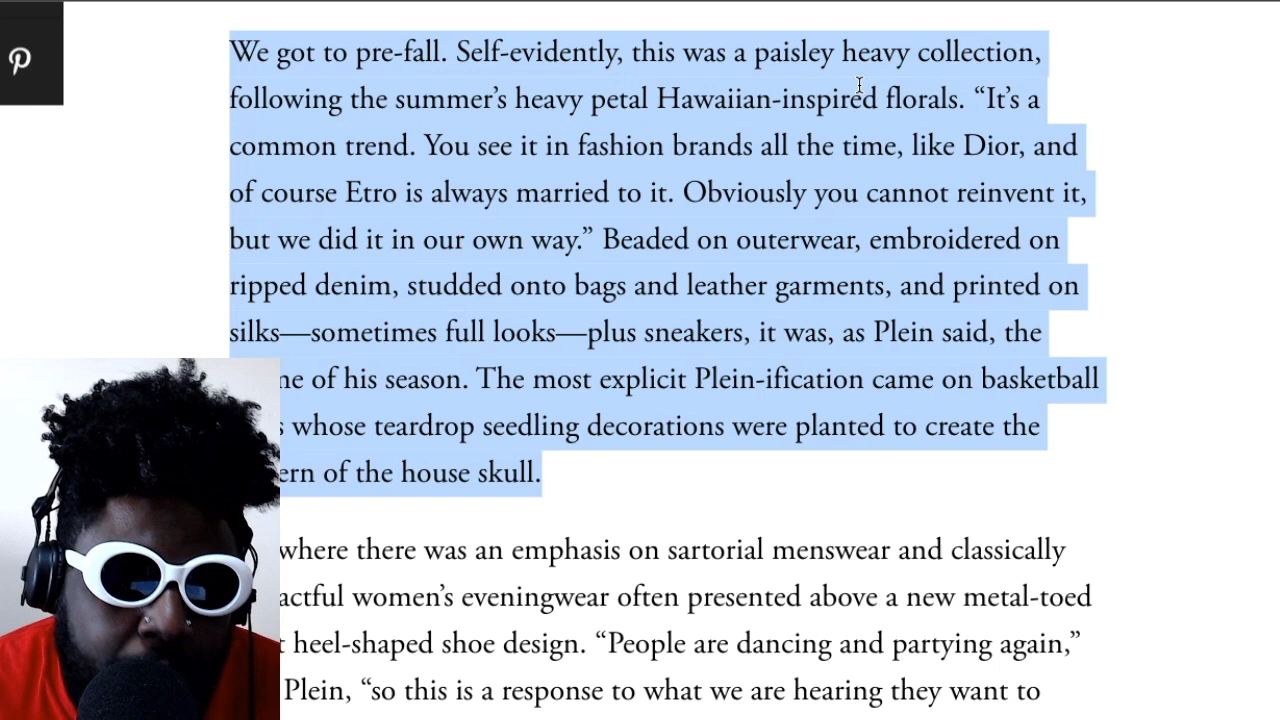 We got to pre-fall. Self-evidently, this was a paisley heavy collection,
following the summer’s heavy petal Hawaiian-inspired florals. “It’s a
common trend. You see it in fashion brands all the time, like Dior, and
of course Etro is always married to it. Obviously you cannot reinvent it,
but we did it in our own way.” Beaded on outerwear, embroidered on
ripped denim, studded onto bags and leather garments, and printed on
silks—sometimes full looks—plus sneakers, it was, as Plein said, the
of his season. The most explicit Plein-ification came on basketball
whose teardrop seedling decorations were planted to create the
of the house skull.
where there was an emphasis on sartorial menswear and classically
women’s eveningwear often presented above a new metal-toed
heel-shaped shoe design. “People are dancing and partying again,”
Plein, “so this is a response to what we are hearing they want to